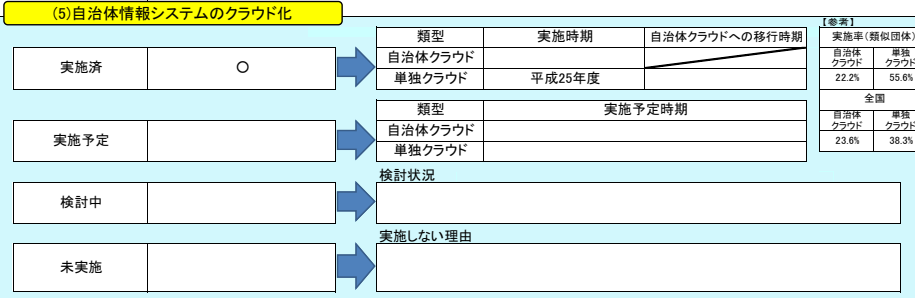 (5)自治体情報システムのクラウド化
実施済 ○
類型 実施時期 自治体クラウドへの移行時期
自治体クラウド
単独クラウド 平成25年度
【参考】
実施率(類似団体)
自治体クラウド 単独クラウド
22.2% 55.6%
全国
自治体クラウド 単独クラウド
23.6% 38.3%
実施予定
類型 実施予定時期
自治体クラウド
単独クラウド
検討中
検討状況
未実施
実施しない理由